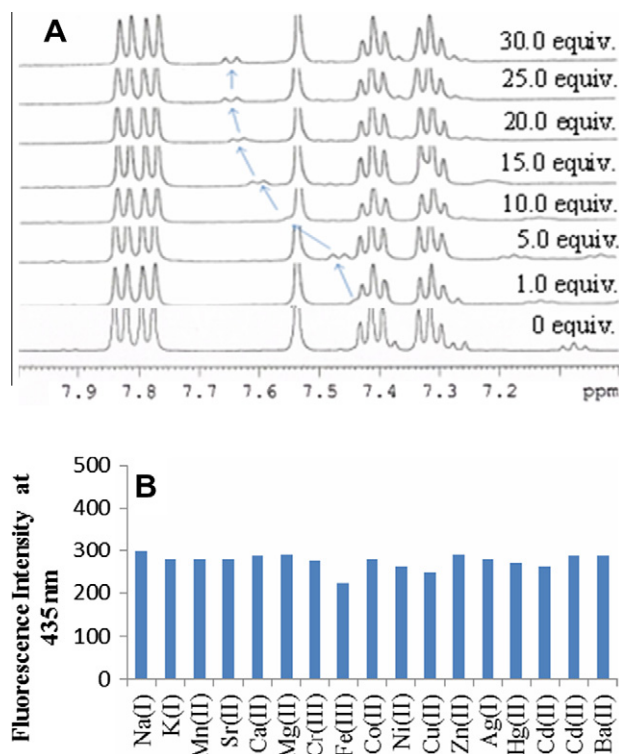 A
30.0 equiv.
25.0 equiv.
20.0 equiv.
15.0 equiv.
10.0 equiv.
5.0 equiv.
1.0 equiv.
0 equiv.
7.9 7.8 7.7 7.6 7.5 7.4 7.3 7.2 ppm
B
Fluorescence Intensity at
435 nm
500
400
300
200
100
0
Na(I)
K(I)
Mn(II)
Sr(II)
Ca(II)
Mg(II)
Cr(III)
Fe(III)
Co(II)
Ni(II)
Cu(II)
Zn(II)
Ag(I)
Hg(II)
Cd(II)
Cd(II)
Ba(II)